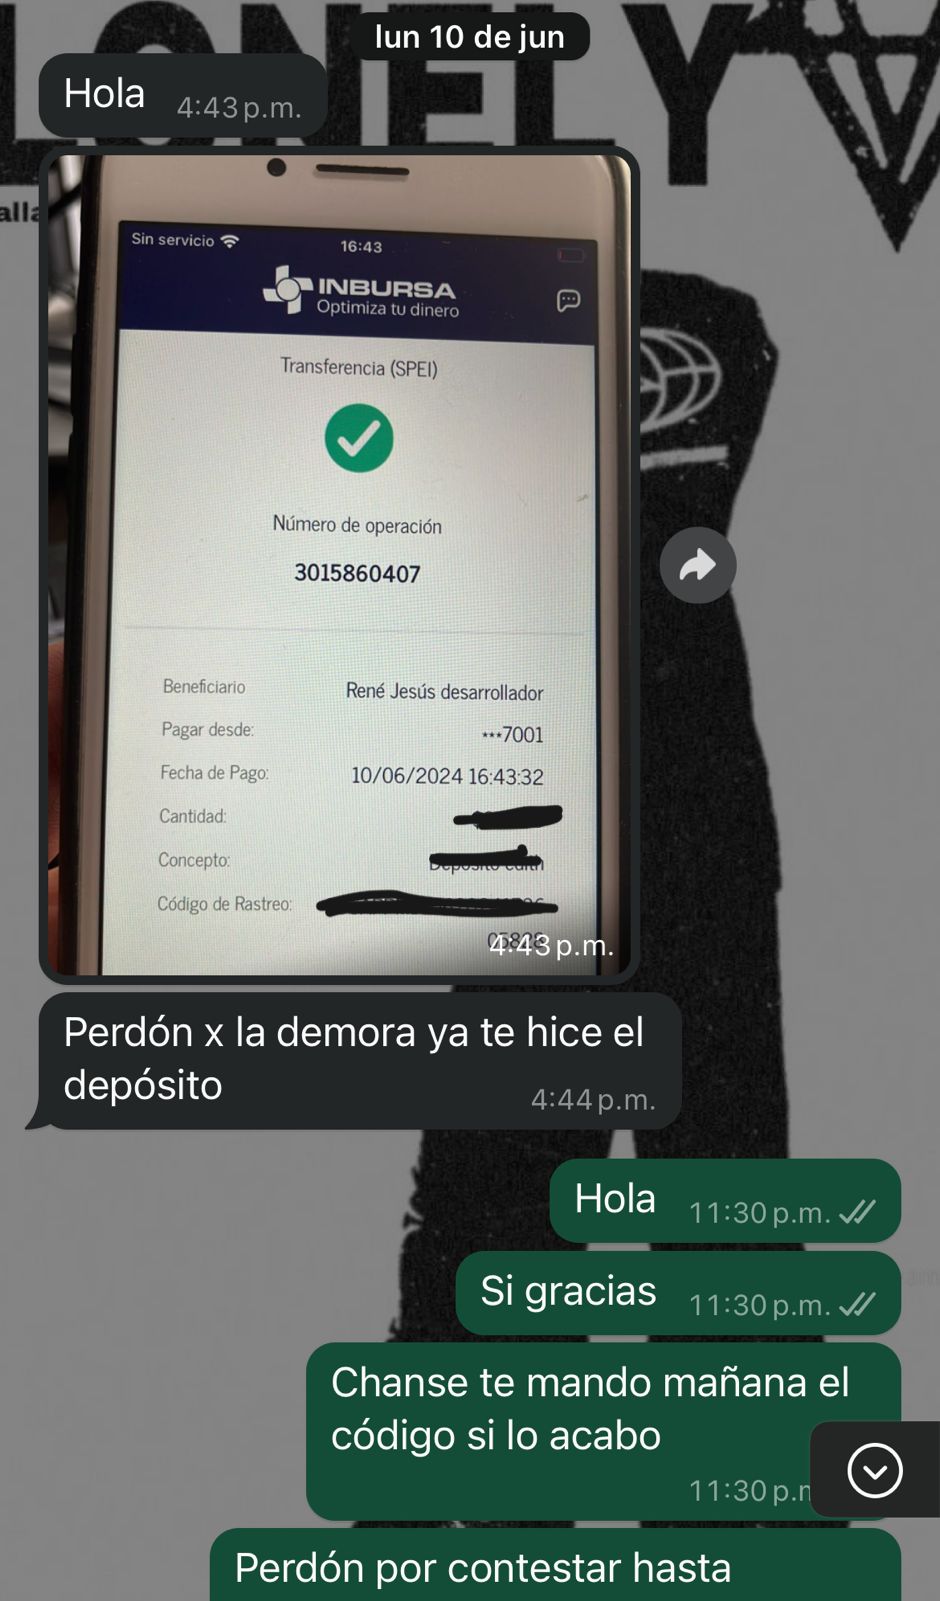 LONELY
lun 10 de jun
Hola 4:43 p.m.
Sin servicio 16:43
INBURSA
Optimiza tu dinero
Transferencia (SPEI)
Número de operación
3015860407
Beneficiario René Jesús desarrollador
Pagar desde: ***7001
Fecha de Pago: 10/06/2024 16:43:32
Cantidad:
Concepto:
Código de Rastreo:
4:43 p.m.
Perdón x la demora ya te hice el
depósito 4:44 p.m.
Hola 11:30 p.m.
Si gracias 11:30 p.m.
Chanse te mando mañana el
código si lo acabo
11:30 p.m
Perdón por contestar hasta